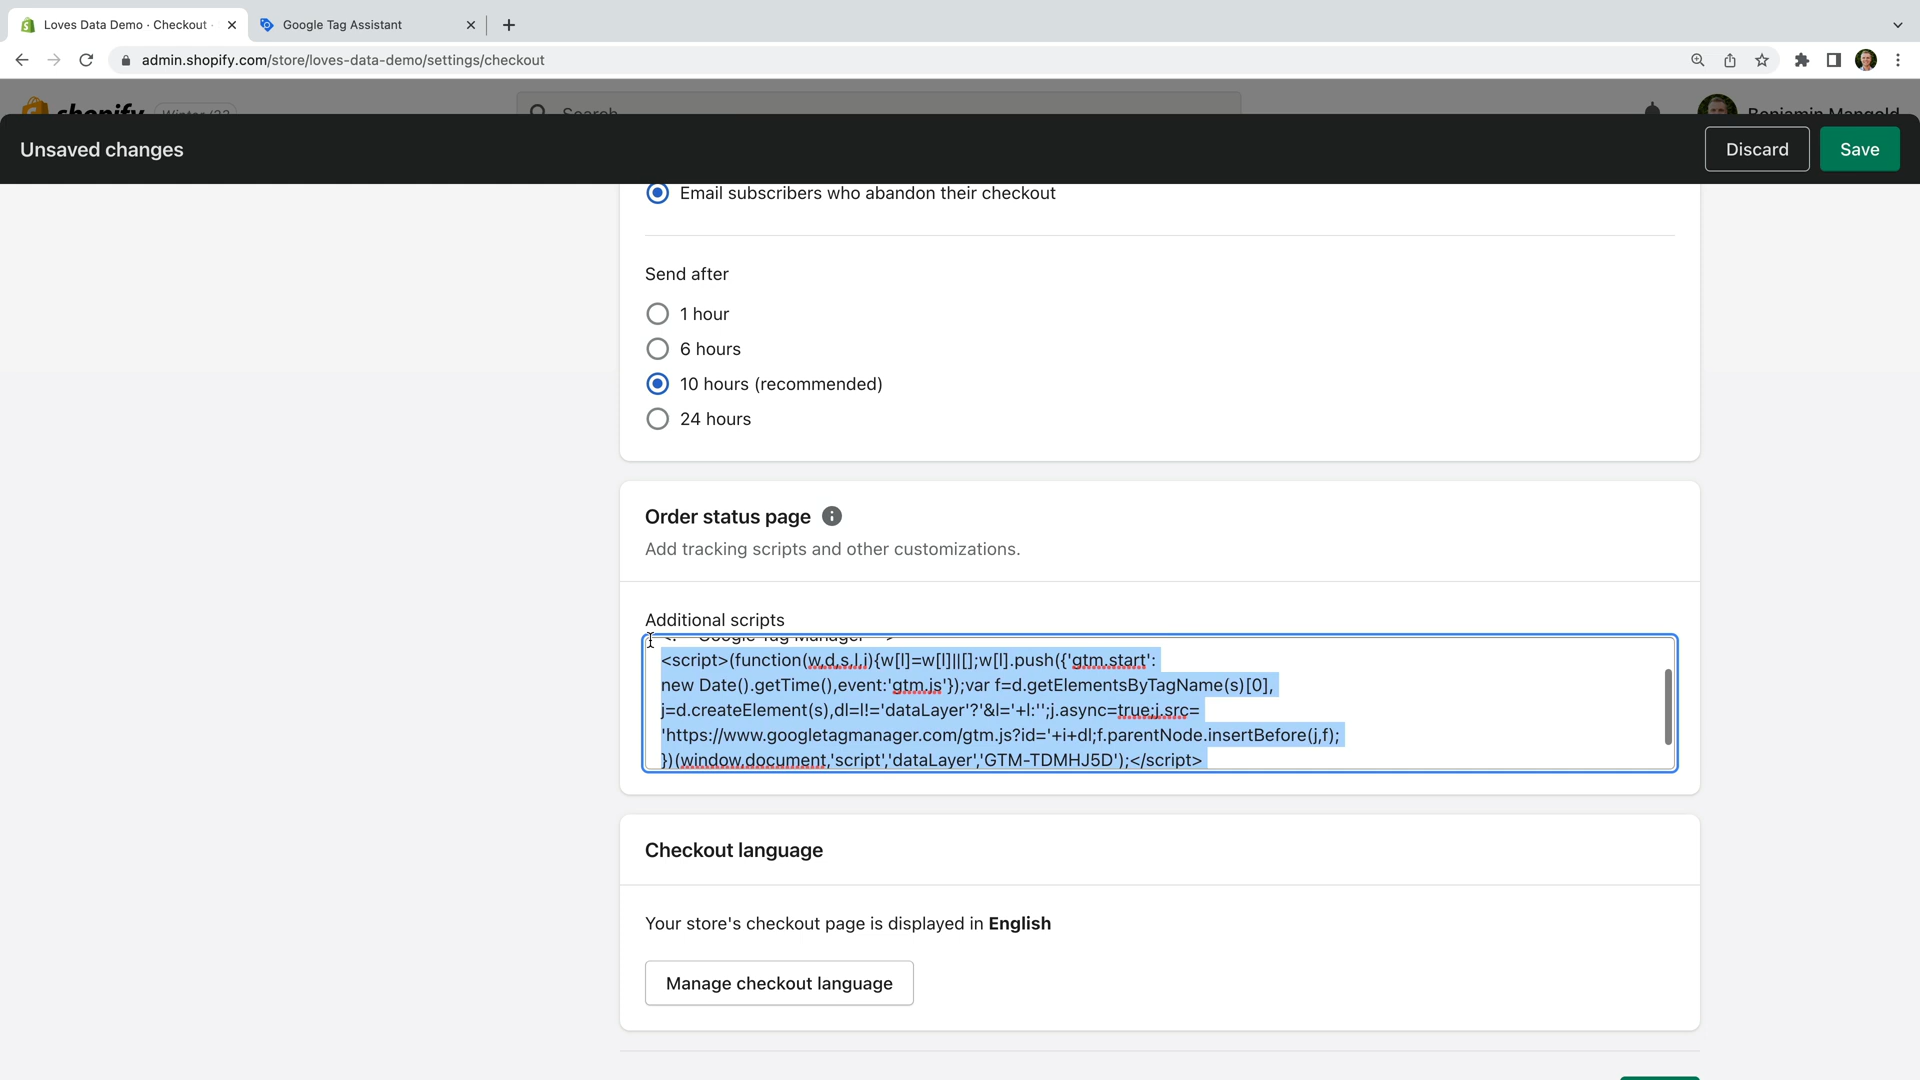 Loves Data Demo · Checkout ·
Google Tag Assistant
admin.shopify.com/store/loves-data-demo/settings/checkout
shopify
Winter '23
Search
Benjamin Mangold
Unsaved changes
Discard
Save
Email subscribers who abandon their checkout
Send after
1 hour
6 hours
10 hours (recommended)
24 hours
Order status page
Add tracking scripts and other customizations.
Additional scripts
<!-- Google Tag Manager -->
<script>(function(w,d,s,l,i){w[l]=w[l]||[];w[l].push({'gtm.start':
new Date().getTime(),event:'gtm.js'});var f=d.getElementsByTagName(s)[0],
j=d.createElement(s),dl=l!='dataLayer'?'&l='+l:'';j.async=true;j.src=
'https://www.googletagmanager.com/gtm.js?id='+i+dl;f.parentNode.insertBefore(j,f);
})(window,document,'script','dataLayer','GTM-TDMHJ5D');</script>
Checkout language
Your store's checkout page is displayed in English
Manage checkout language